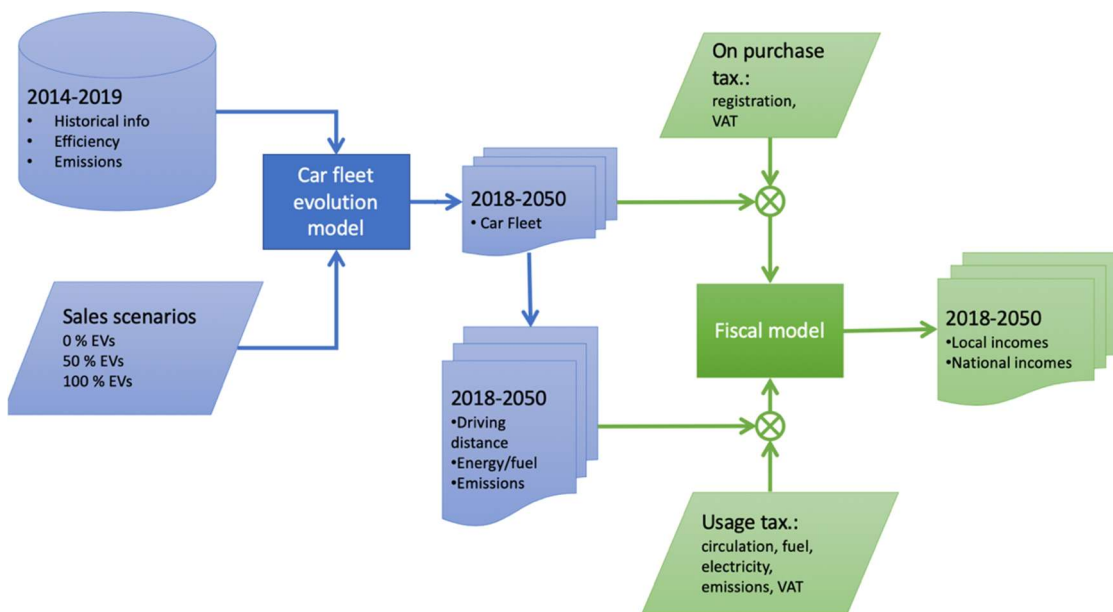 2014-2019
• Historical info
• Efficiency
• Emissions
Sales scenarios
0 % EVs
50 % EVs
100 % EVs
Car fleet
evolution
model
2018-2050
• Car Fleet
2018-2050
•Driving
distance
•Energy/fuel
•Emissions
On purchase
tax.:
registration,
VAT
Fiscal model
Usage tax.:
circulation, fuel,
electricity,
emissions, VAT
2018-2050
•Local incomes
•National incomes